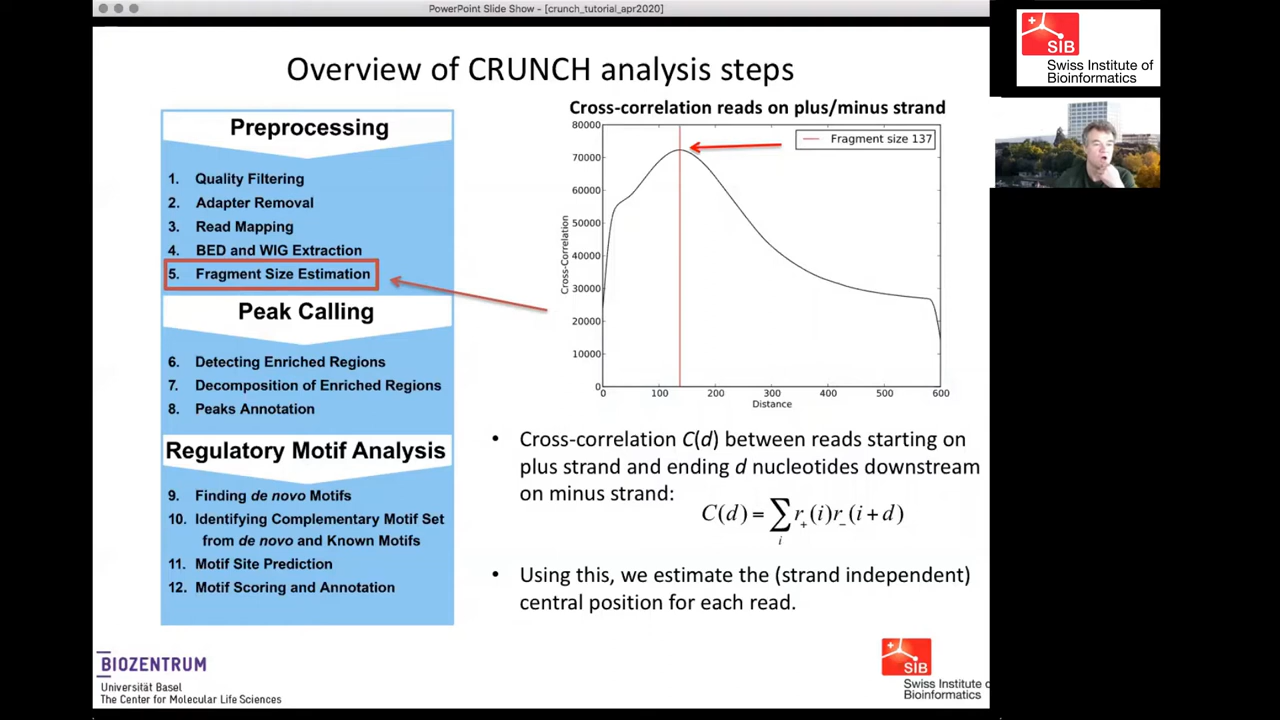 PowerPoint Slide Show - [crunch_tutorial_apr2020]
SIB
Swiss Institute of
Bioinformatics
Overview of CRUNCH analysis steps
Preprocessing
1. Quality Filtering
2. Adapter Removal
3. Read Mapping
4. BED and WIG Extraction
5. Fragment Size Estimation
Peak Calling
6. Detecting Enriched Regions
7. Decomposition of Enriched Regions
8. Peaks Annotation
Regulatory Motif Analysis
9. Finding de novo Motifs
10. Identifying Complementary Motif Set
from de novo and Known Motifs
11. Motif Site Prediction
12. Motif Scoring and Annotation
Cross-correlation reads on plus/minus strand
Fragment size 137
80000
70000
60000
50000
40000
30000
20000
10000
0
Cross-Correlation
0 100 200 300 400 500 600
Distance
• Cross-correlation C(d) between reads starting on
plus strand and ending d nucleotides downstream
on minus strand:
C(d) = ∑_i r_+(i)r_-(i + d)
• Using this, we estimate the (strand independent)
central position for each read.
BIOZENTRUM
Universität Basel
The Center for Molecular Life Sciences
SIB
Swiss Institute of
Bioinformatics